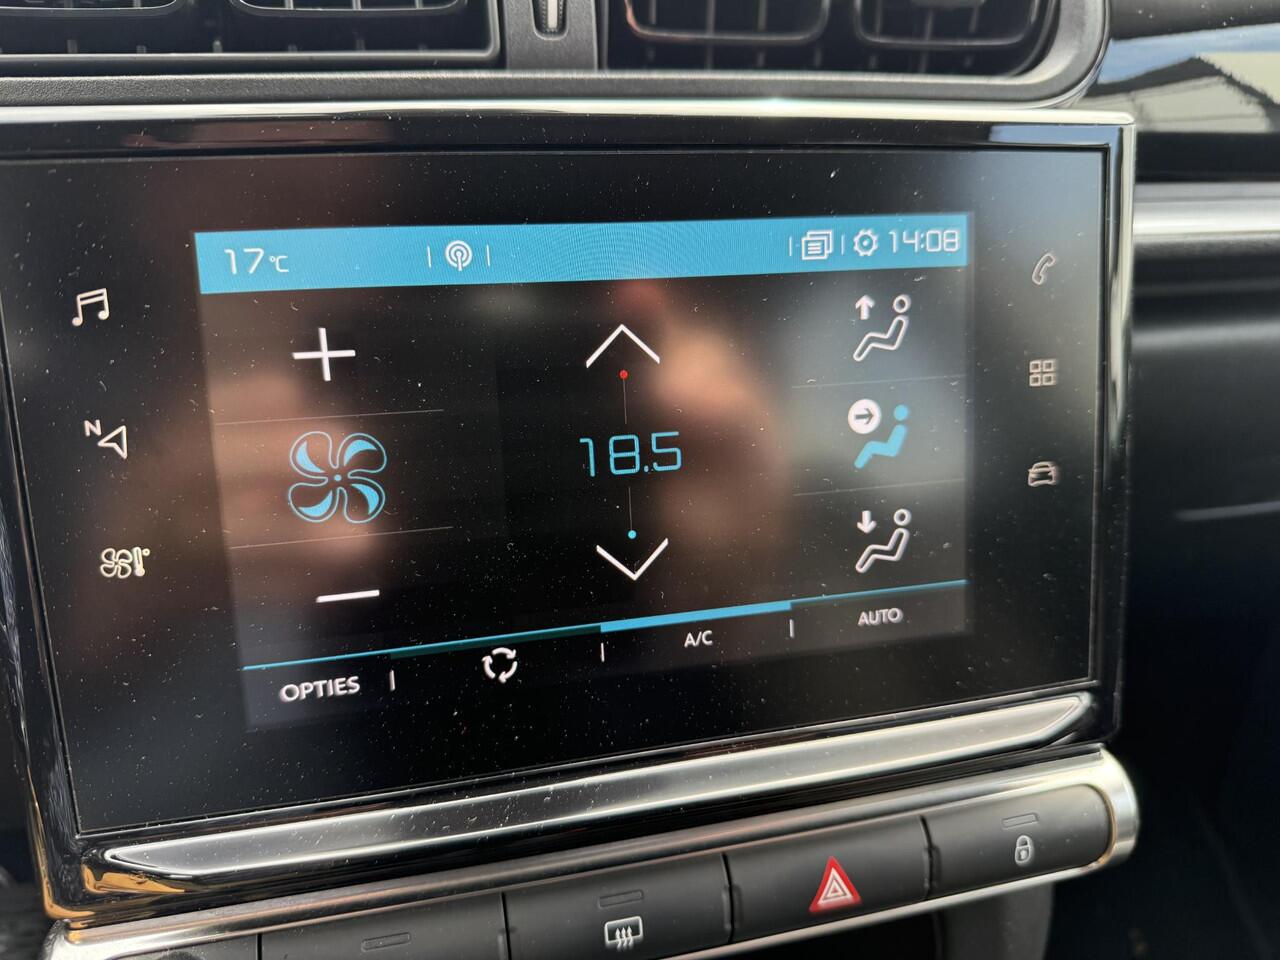 17°C
14:08
N
18.5
OPTIES
A/C
AUTO